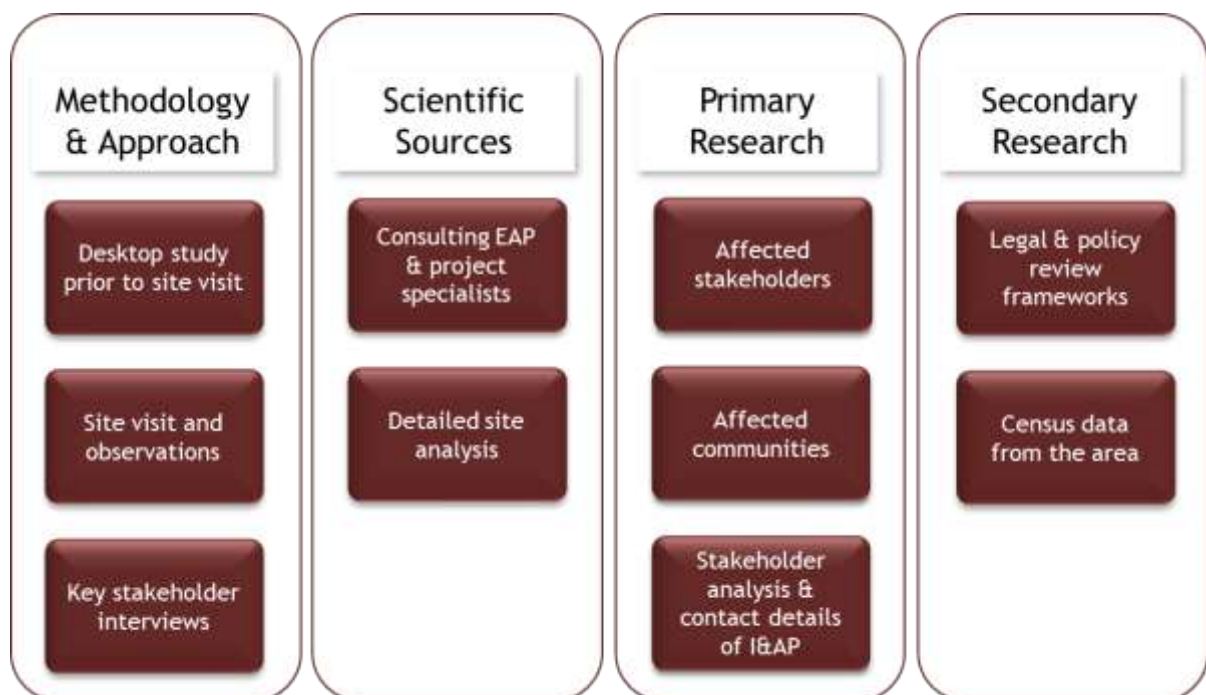 Methodology
& Approach
Desktop study
prior to site visit
Site visit and
observations
Key stakeholder
interviews
Scientific
Sources
Consulting EAP
& project
specialists
Detailed site
analysis
Primary
Research
Affected
stakeholders
Affected
communities
Stakeholder
analysis &
contact details
of I&AP
Secondary
Research
Legal & policy
review
frameworks
Census data
from the area